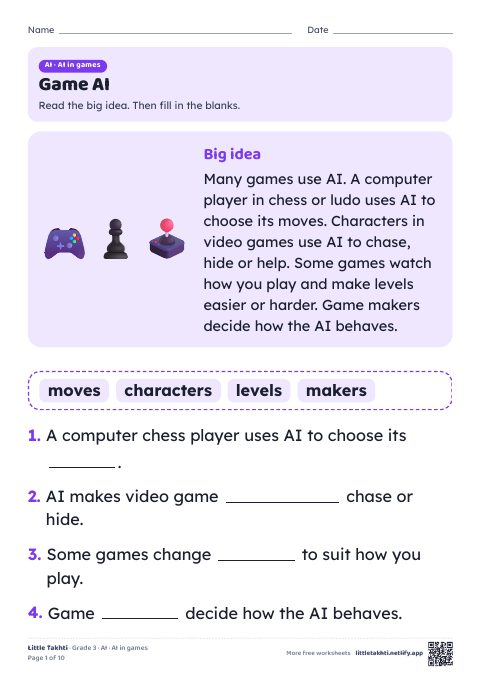 Name Date
AI · AI in games
Game AI
Read the big idea. Then fill in the blanks.
Big idea
Many games use AI. A computer
player in chess or ludo uses AI to
choose its moves. Characters in
video games use AI to chase,
hide or help. Some games watch
how you play and make levels
easier or harder. Game makers
decide how the AI behaves.
moves characters levels makers
1. A computer chess player uses AI to choose its
________.
2. AI makes video game ________ chase or
hide.
3. Some games change ________ to suit how you
play.
4. Game ________ decide how the AI behaves.
Little Takhti · Grade 3 · AI · AI in games
Page 1 of 10
More free worksheets littletakhti.netlify.app